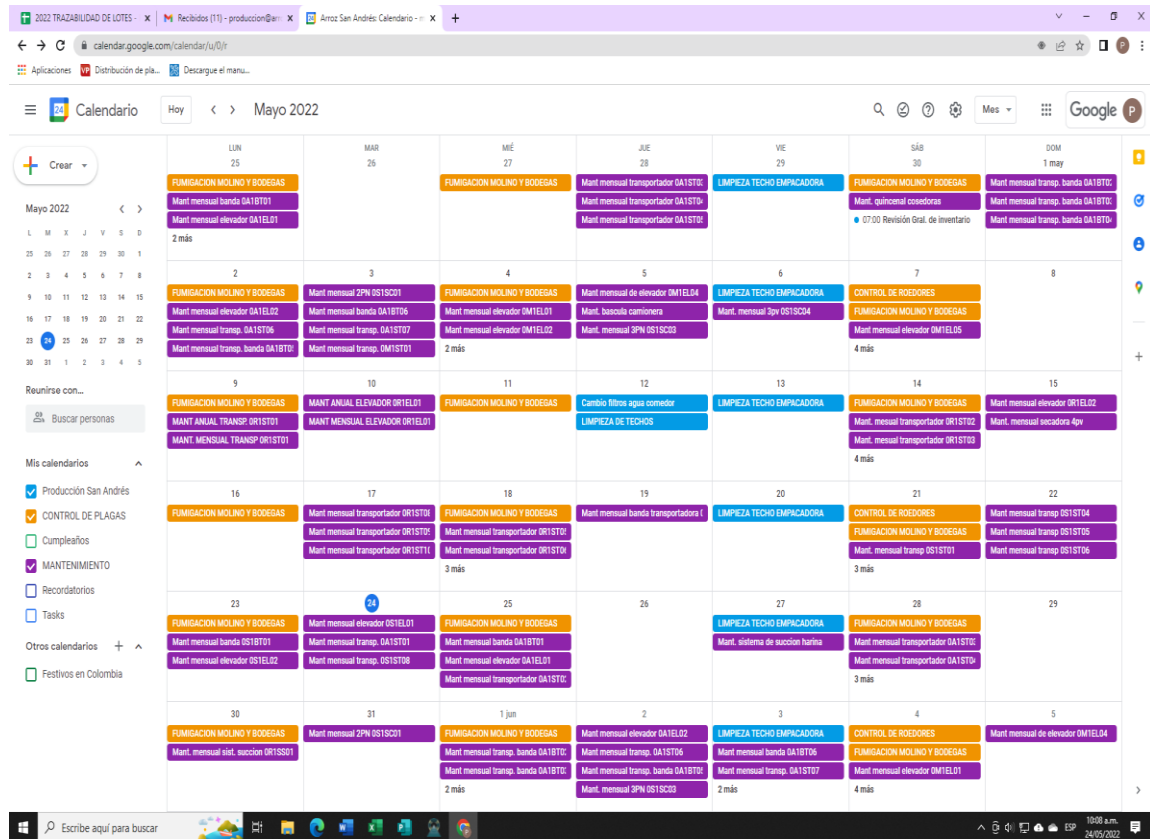 2022 TRAZABILIDAD DE LOTES -
Recibidos (11) - produccion@arr
Arroz San Andrés: Calendario - m
calendar.google.com/calendar/u/0/r
Aplicaciones
Distribución de pla...
Descargue el manu...
Calendario
Hoy
Mayo 2022
Mes
Google
P
Crear
Mayo 2022
L M X J V S D
25 26 27 28 29 30 1
2 3 4 5 6 7 8
9 10 11 12 13 14 15
16 17 18 19 20 21 22
23 24 25 26 27 28 29
30 31 1 2 3 4 5
Reunirse con...
Buscar personas
Mis calendarios
Producción San Andrés
CONTROL DE PLAGAS
Cumpleaños
MANTENIMIENTO
Recordatorios
Tasks
Otros calendarios
Festivos en Colombia
LUN
25
FUMIGACION MOLINO Y BODEGAS
Mant mensual banda 0A1BT01
Mant mensual elevador 0A1EL01
2 más
MAR
26
MIÉ
27
FUMIGACION MOLINO Y BODEGAS
JUE
28
Mant mensual transportador 0A1ST03
Mant mensual transportador 0A1ST04
Mant mensual transportador 0A1ST05
VIE
29
LIMPIEZA TECHO EMPACADORA
SÁB
30
FUMIGACION MOLINO Y BODEGAS
Mant. quincenal cosedoras
07:00 Revisión Gral. de inventario
DOM
1 may
Mant mensual transp. banda 0A1BT02
Mant mensual transp. banda 0A1BT03
Mant mensual transp. banda 0A1BT04
2
FUMIGACION MOLINO Y BODEGAS
Mant mensual elevador 0A1EL02
Mant mensual transp. 0A1ST06
Mant mensual transp. banda 0A1BT05
3
Mant mensual 2PN 0S1SC01
Mant mensual banda 0A1BT06
Mant mensual transp. 0A1ST07
Mant mensual transp. 0M1ST01
4
FUMIGACION MOLINO Y BODEGAS
Mant mensual elevador 0M1EL01
Mant mensual elevador 0M1EL02
2 más
5
Mant mensual de elevador 0M1EL04
Mant. bascula camionera
Mant. mensual 3PN 0S1SC03
6
LIMPIEZA TECHO EMPACADORA
Mant. mensual 3pv 0S1SC04
7
CONTROL DE ROEDORES
FUMIGACION MOLINO Y BODEGAS
Mant mensual elevador 0M1EL05
4 más
8
9
FUMIGACION MOLINO Y BODEGAS
MANT ANUAL TRANSP. 0R1ST01
MANT. MENSUAL TRANSP 0R1ST01
10
MANT ANUAL ELEVADOR 0R1EL01
MANT MENSUAL ELEVADOR 0R1EL01
11
FUMIGACION MOLINO Y BODEGAS
12
Cambio filtros agua comedor
LIMPIEZA DE TECHOS
13
LIMPIEZA TECHO EMPACADORA
14
FUMIGACION MOLINO Y BODEGAS
Mant. mesual transportador 0R1ST02
Mant. mesual transportador 0R1ST03
4 más
15
Mant mensual elevador 0R1EL02
Mant. mensual secadora 4pv
16
FUMIGACION MOLINO Y BODEGAS
17
Mant mensual transportador 0R1ST08
Mant mensual transportador 0R1ST09
Mant mensual transportador 0R1ST10
18
FUMIGACION MOLINO Y BODEGAS
Mant mensual transportador 0R1ST05
Mant mensual transportador 0R1ST06
3 más
19
Mant mensual banda transportadora
20
LIMPIEZA TECHO EMPACADORA
21
CONTROL DE ROEDORES
FUMIGACION MOLINO Y BODEGAS
Mant. mensual transp 0S1ST01
3 más
22
Mant mensual transp 0S1ST04
Mant mensual transp 0S1ST05
Mant mensual transp 0S1ST06
23
FUMIGACION MOLINO Y BODEGAS
Mant mensual banda 0S1BT01
Mant mensual elevador 0S1EL02
24
Mant mensual elevador 0S1EL01
Mant mensual transp. 0A1ST01
Mant mensual transp. 0S1ST08
25
FUMIGACION MOLINO Y BODEGAS
Mant mensual banda 0A1BT01
Mant mensual elevador 0A1EL01
Mant mensual transportador 0A1ST02
26
27
LIMPIEZA TECHO EMPACADORA
Mant. sistema de succion harina
28
FUMIGACION MOLINO Y BODEGAS
Mant mensual transportador 0A1ST03
Mant mensual transportador 0A1ST04
3 más
29
30
FUMIGACION MOLINO Y BODEGAS
Mant. mensual sist. succion 0R1SS01
31
Mant mensual 2PN 0S1SC01
1 jun
FUMIGACION MOLINO Y BODEGAS
Mant mensual transp. banda 0A1BT02
Mant mensual transp. banda 0A1BT03
2 más
2
Mant mensual elevador 0A1EL02
Mant mensual transp. 0A1ST06
Mant mensual transp. banda 0A1BT05
Mant. mensual 3PN 0S1SC03
3
LIMPIEZA TECHO EMPACADORA
Mant mensual banda 0A1BT06
Mant mensual transp. 0A1ST07
2 más
4
CONTROL DE ROEDORES
FUMIGACION MOLINO Y BODEGAS
Mant mensual elevador 0M1EL01
4 más
5
Mant mensual de elevador 0M1EL04
Escribe aquí para buscar
ESP
10:08 a.m.
24/05/2022